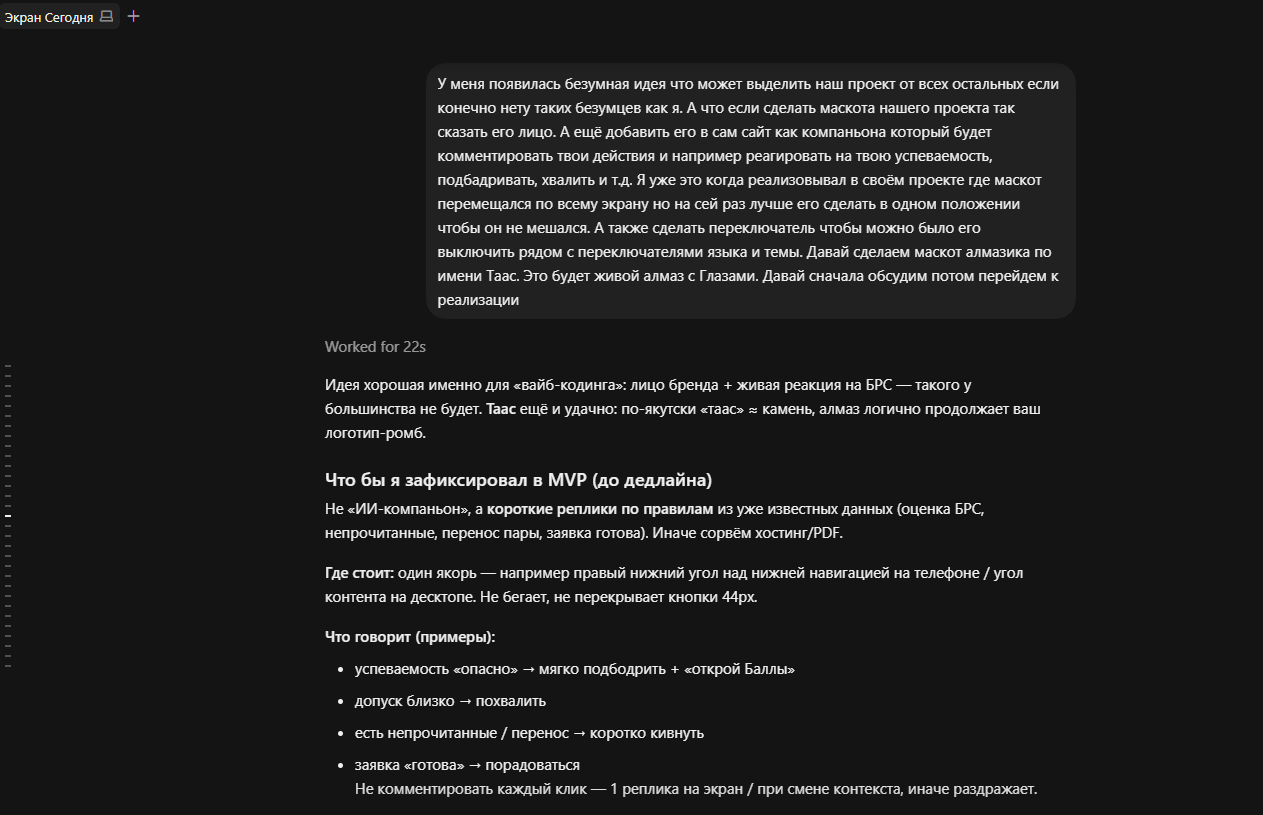 Экран Сегодня
У меня появилась безумная идея что может выделить наш проект от всех остальных если
конечно нету таких безумцев как я. А что если сделать маскота нашего проекта так
сказать его лицо. А ещё добавить его в сам сайт как компаньона который будет
комментировать твои действия и например реагировать на твою успеваемость,
подбадривать, хвалить и т.д. Я уже это когда реализовывал в своём проекте где маскот
перемещался по всему экрану но на сей раз лучше его сделать в одном положении
чтобы он не мешался. А также сделать переключатель чтобы можно было его
выключить рядом с переключателями языка и темы. Давай сделаем маскот алмазика по
имени Таас. Это будет живой алмаз с Глазами. Давай сначала обсудим потом перейдем к
реализации
Worked for 22s
Идея хорошая именно для «вайб-кодинга»: лицо бренда + живая реакция на БРС — такого у
большинства не будет. Таас ещё и удачно: по-якутски «таас» ≈ камень, алмаз логично продолжает ваш
логотип-ромб.
Что бы я зафиксировал в MVP (до дедлайна)
Не «ИИ-компаньон», а короткие реплики по правилам из уже известных данных (оценка БРС,
непрочитанные, перенос пары, заявка готова). Иначе сорвём хостинг/PDF.
Где стоит: один якорь — например правый нижний угол над нижней навигацией на телефоне / угол
контента на десктопе. Не бегает, не перекрывает кнопки 44px.
Что говорит (примеры):
• успеваемость «опасно» → мягко подбодрить + «открой Баллы»
• допуск близко → похвалить
• есть непрочитанные / перенос → коротко кивнуть
• заявка «готова» → порадоваться
Не комментировать каждый клик — 1 реплика на экран / при смене контекста, иначе раздражает.